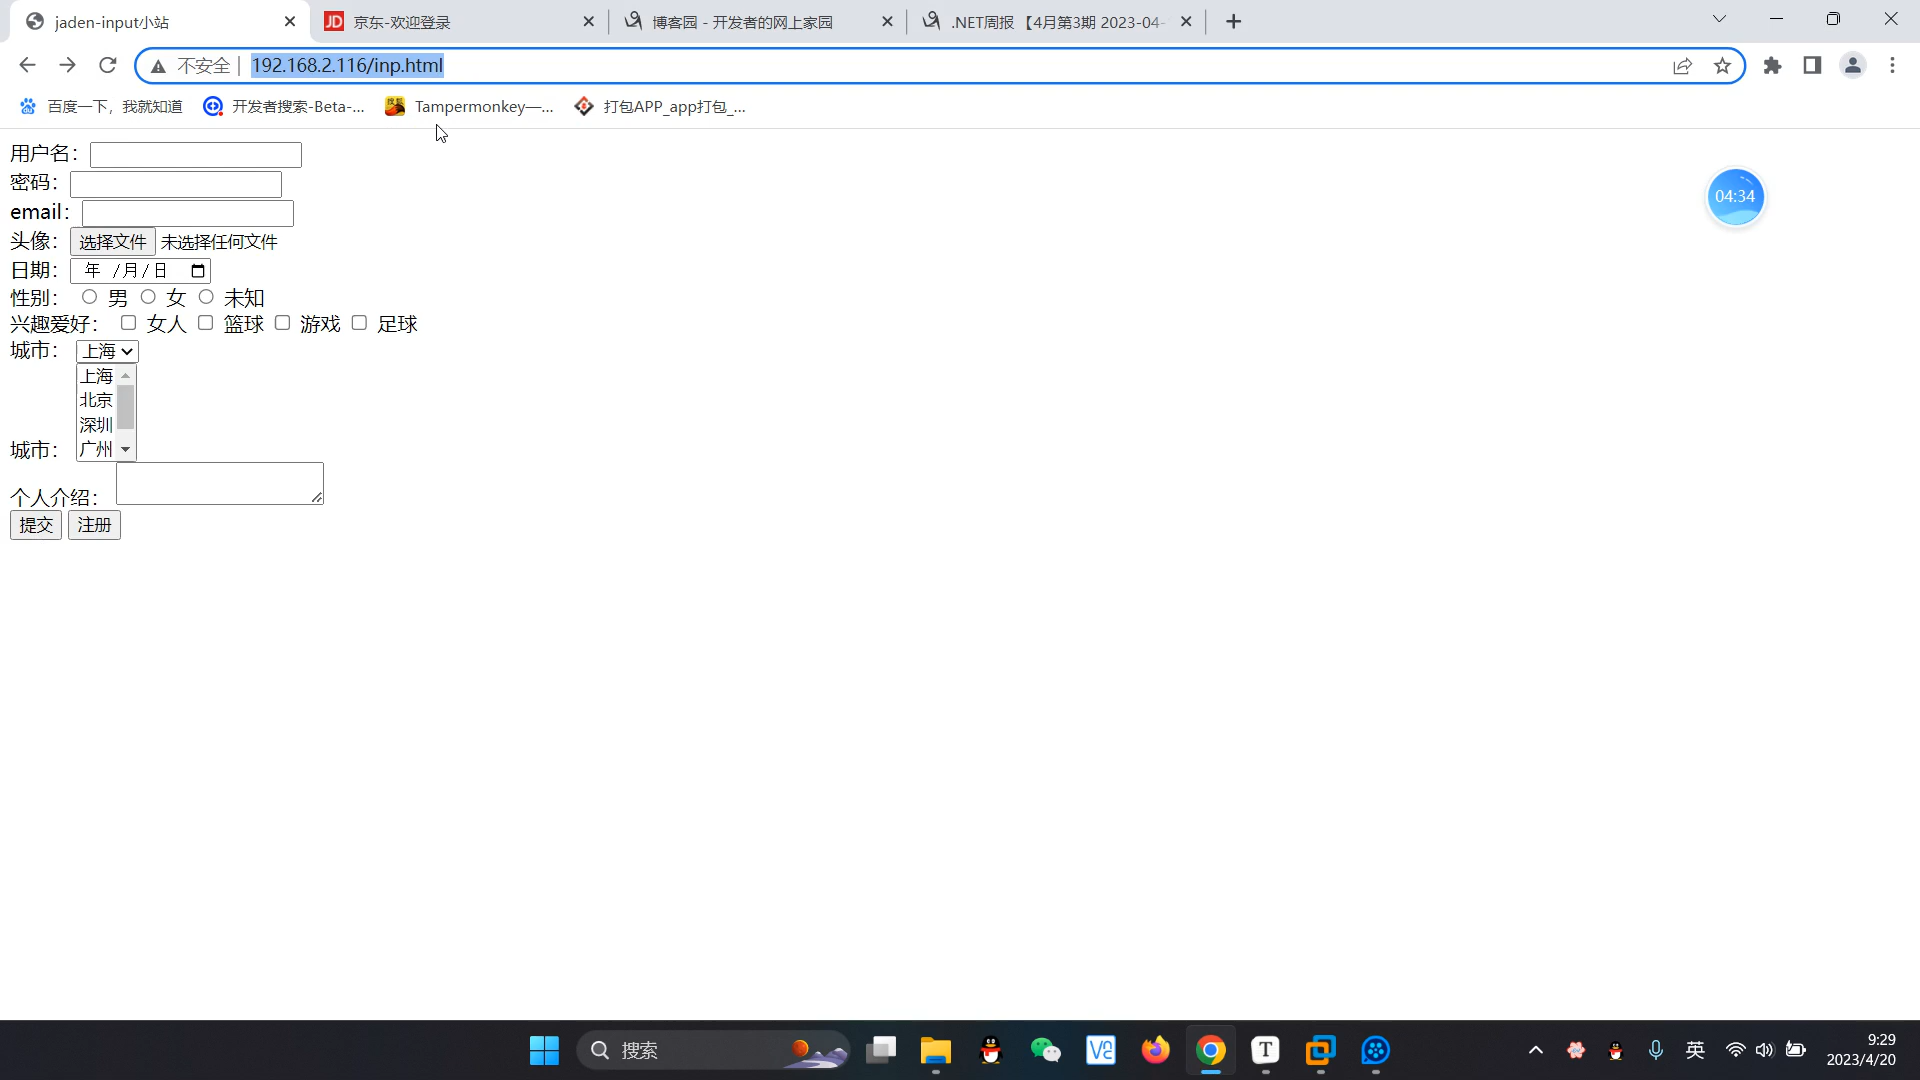 jaden-input小站
京东-欢迎登录
博客园 - 开发者的网上家园
.NET周报 【4月第3期 2023-04-
不安全
192.168.2.116/inp.html
百度一下，我就知道
开发者搜索-Beta-...
Tampermonkey—...
打包APP_app打包_...
用户名：
密码：
email：
头像： 选择文件 未选择任何文件
日期： 年 /月/日
性别： 男 女 未知
兴趣爱好： 女人 篮球 游戏 足球
城市： 上海
上海
北京
深圳
广州
城市：
个人介绍：
提交 注册
04:34
搜索
英
9:29
2023/4/20